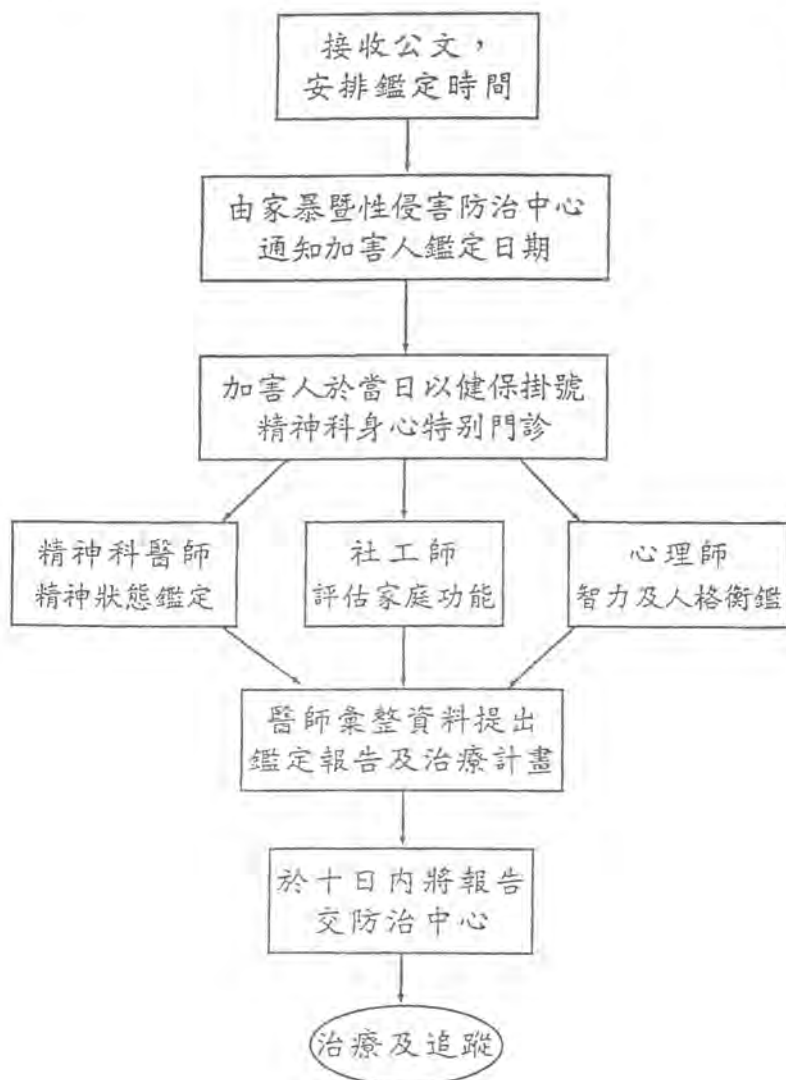 接收公文，
安排鑑定時間
由家暴暨性侵害防治中心
通知加害人鑑定日期
加害人於當日以健保掛號
精神科身心特別門診
精神科醫師
精神狀態鑑定
社工師
評估家庭功能
心理師
智力及人格衡鑑
醫師彙整資料提出
鑑定報告及治療計畫
於十日內將報告
交防治中心
治療及追蹤